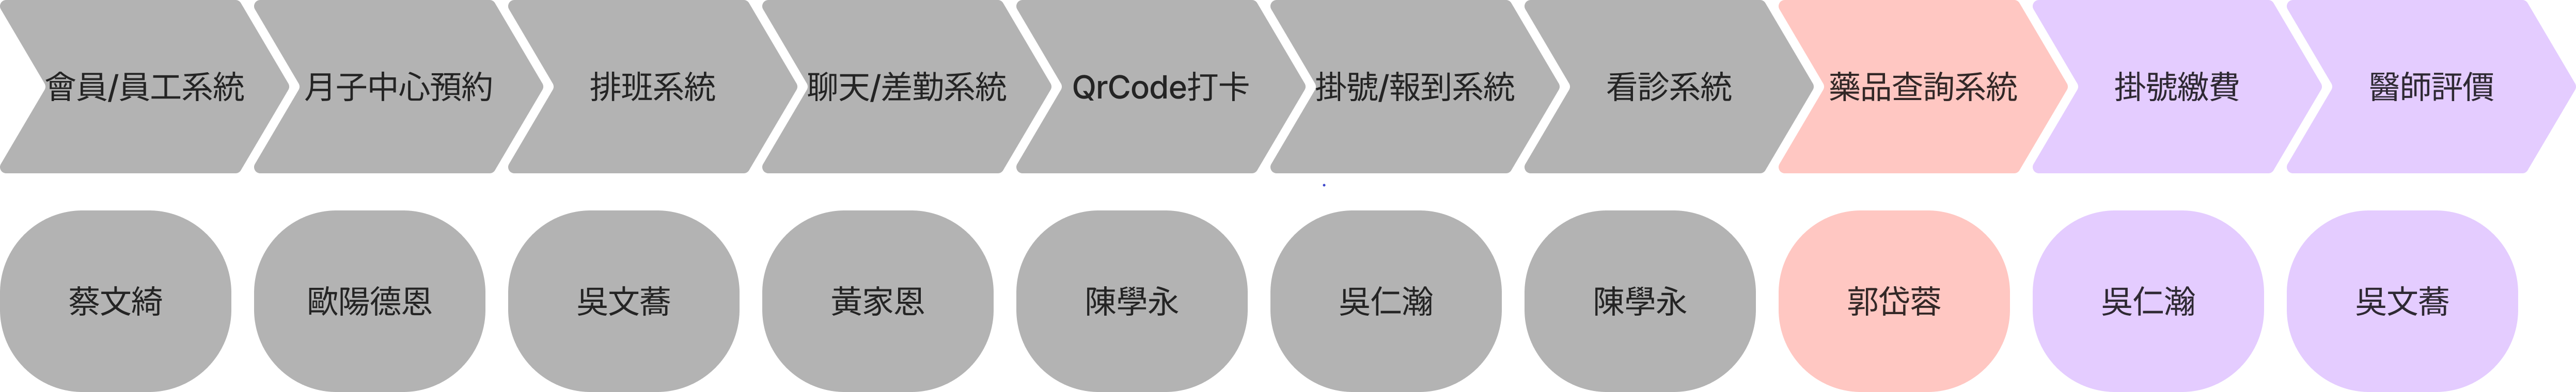 會員/員工系統
月子中心預約
排班系統
聊天/差勤系統
QrCode打卡
掛號/報到系統
看診系統
藥品查詢系統
掛號繳費
醫師評價
蔡文綺
歐陽德恩
吳文蕎
黃家恩
陳學永
吳仁瀚
陳學永
郭岱蓉
吳仁瀚
吳文蕎